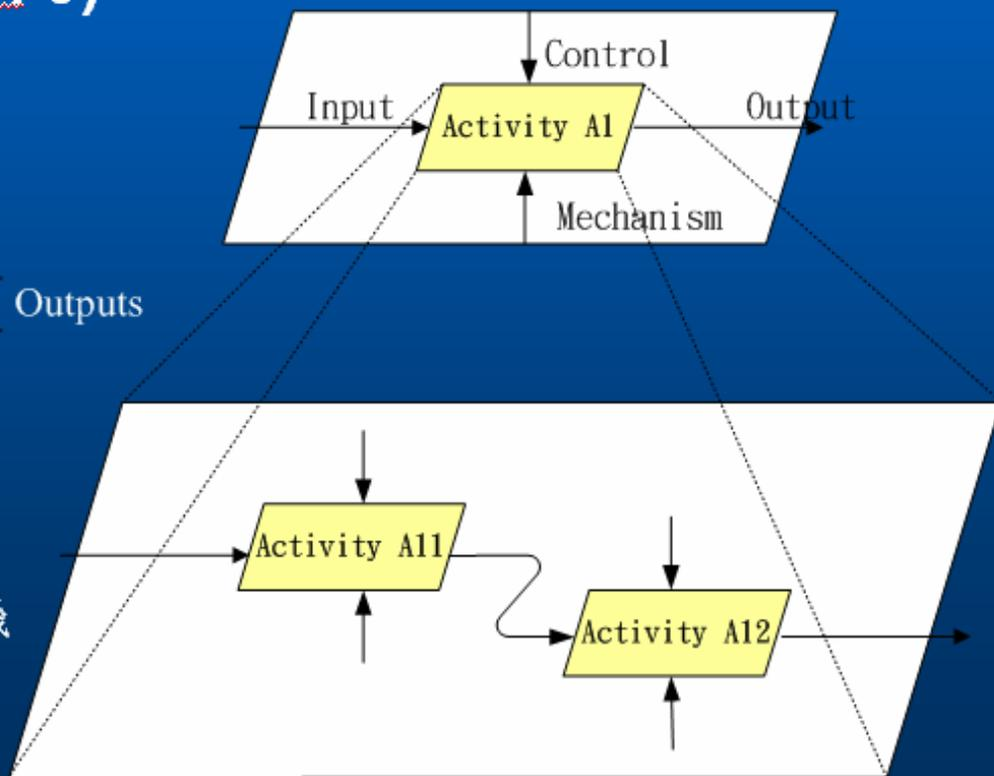 Control
Input
Output
Activity A1
Mechanism
Outputs
Activity A11
Activity A12